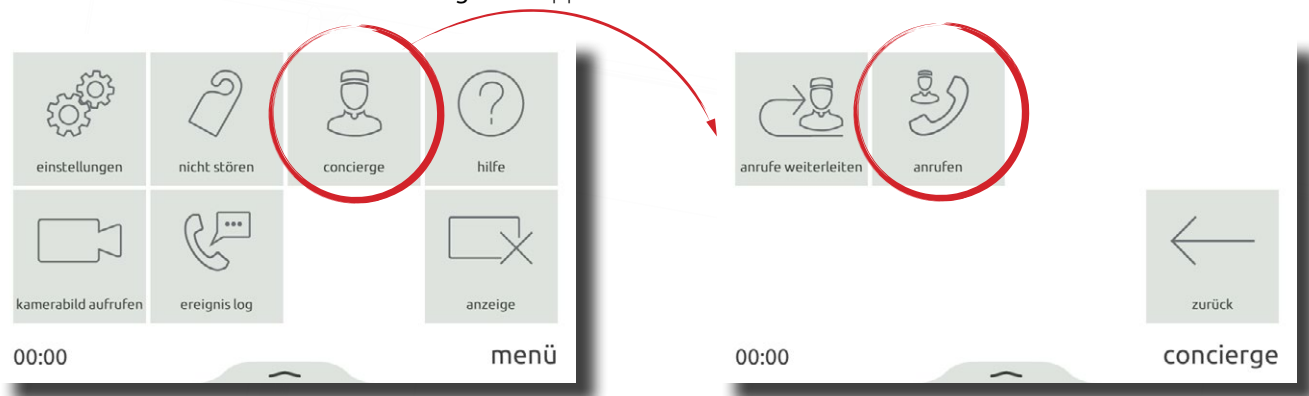 einstellungen
nicht stören
concierge
hilfe
kamerabild aufrufen
ereignis log
anzeige
00:00
menü
anrufe weiterleiten
anrufen
zurück
00:00
concierge